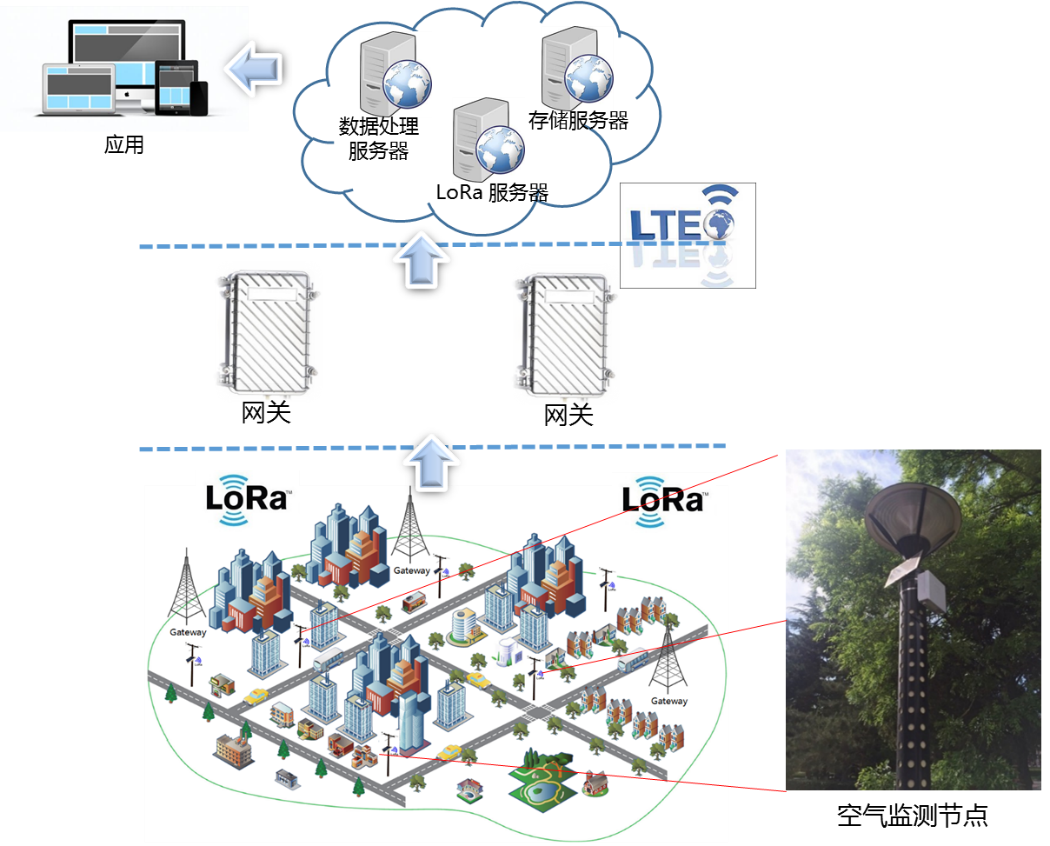 应用
数据处理
服务器
存储服务器
LoRa 服务器
LTE
网关
网关
LoRa™
LoRa™
Gateway
Gateway
Gateway
空气监测节点